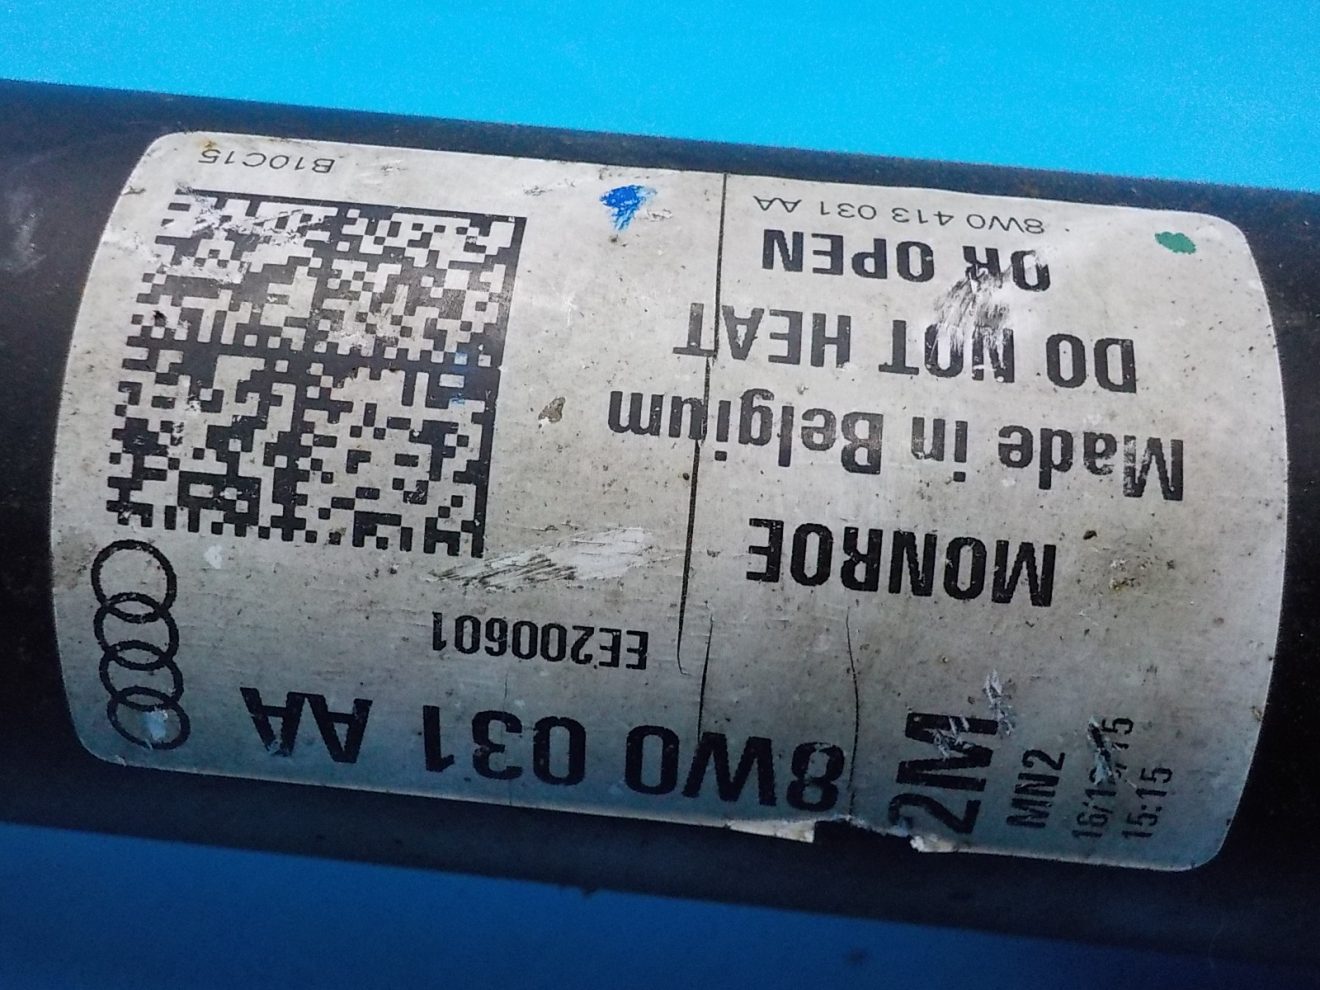 8W0 031 AA
EE200601
MONROE
Made in Belgium
DO NOT HEAT
OR OPEN
8W0 413 031 AA
B10C15
2M
MN2
15:15